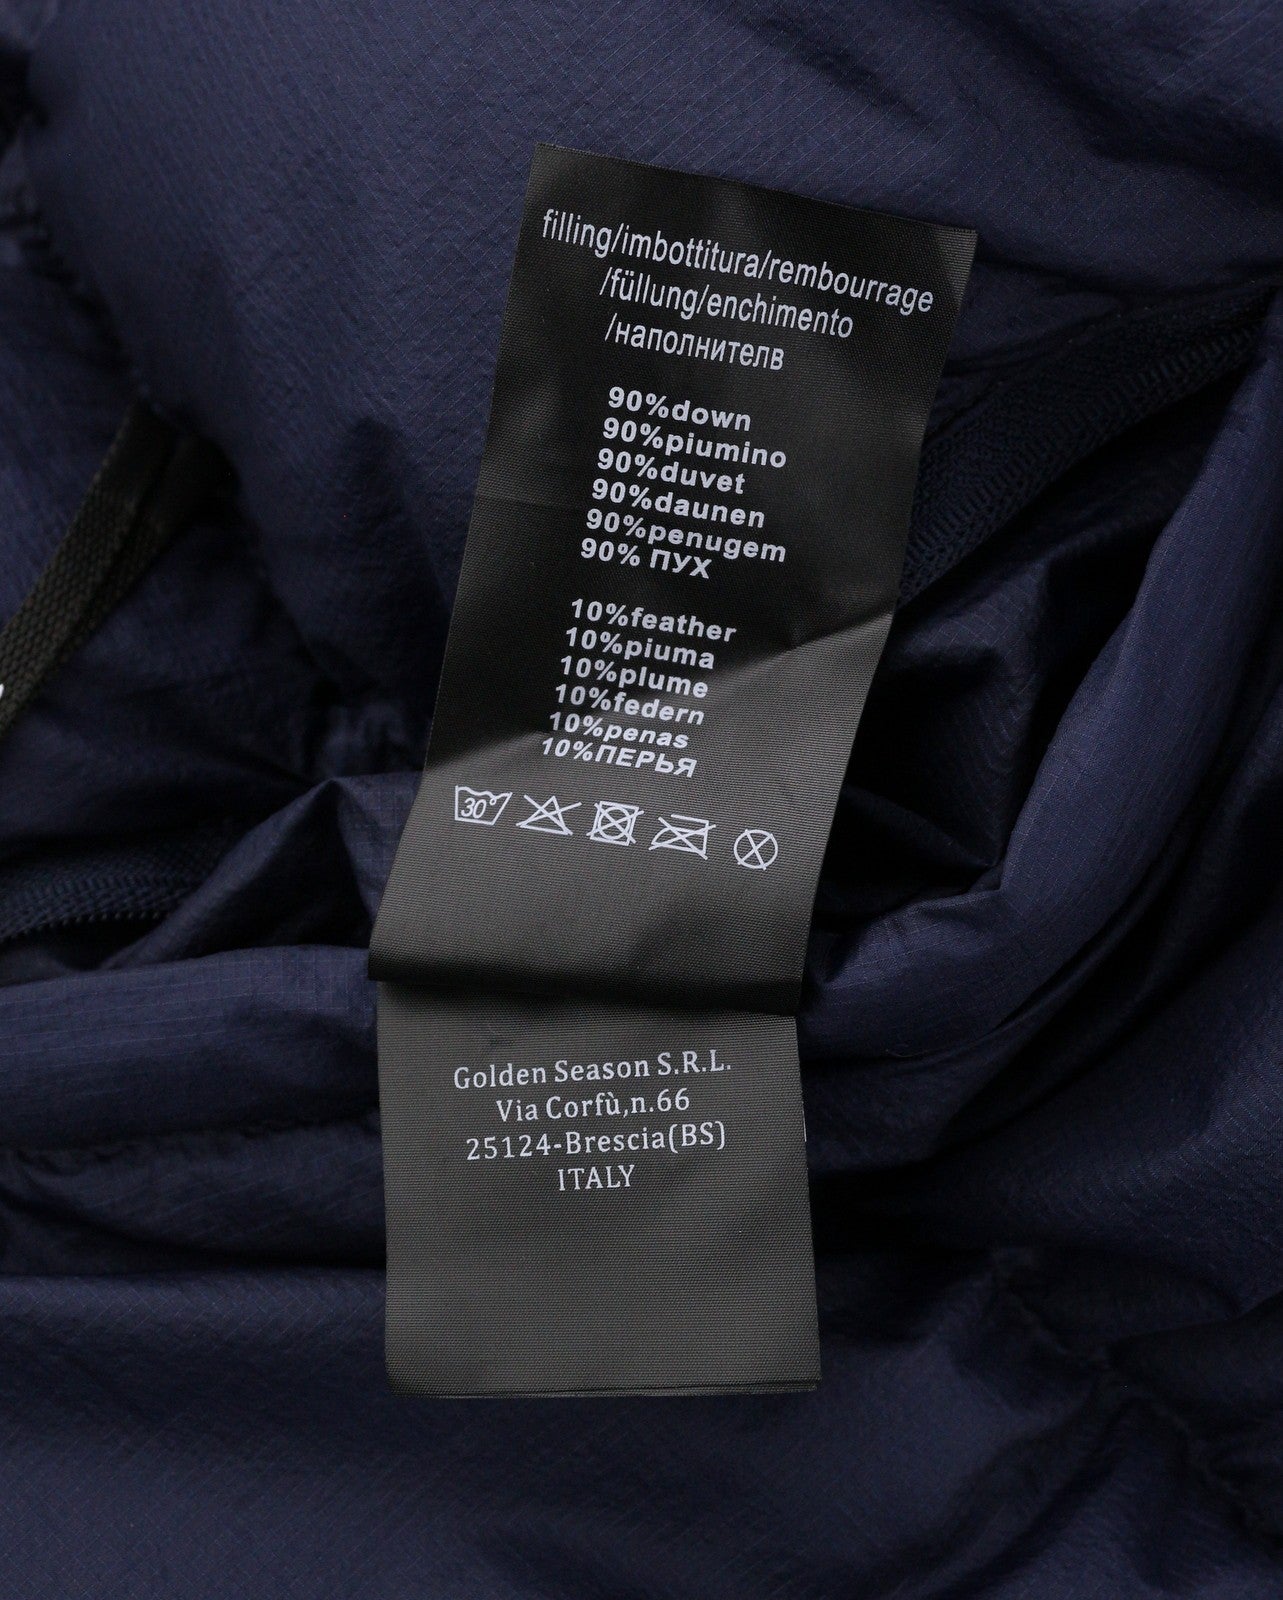 filling/imbottitura/rembourrage
/füllung/enchimento
/наполнителв
90%down
90%piumino
90%duvet
90%daunen
90%penugem
90% ПУХ
10%feather
10%piuma
10%plume
10%federn
10%penas
10%ПЕРЬЯ
30°
Golden Season S.R.L.
Via Corfù,n.66
25124-Brescia(BS)
ITALY